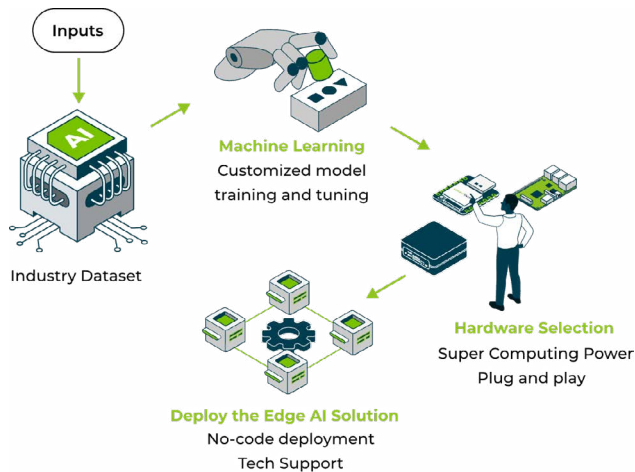 Inputs
AI
Industry Dataset
Machine Learning
Customized model
training and tuning
Hardware Selection
Super Computing Power
Plug and play
Deploy the Edge AI Solution
No-code deployment
Tech Support